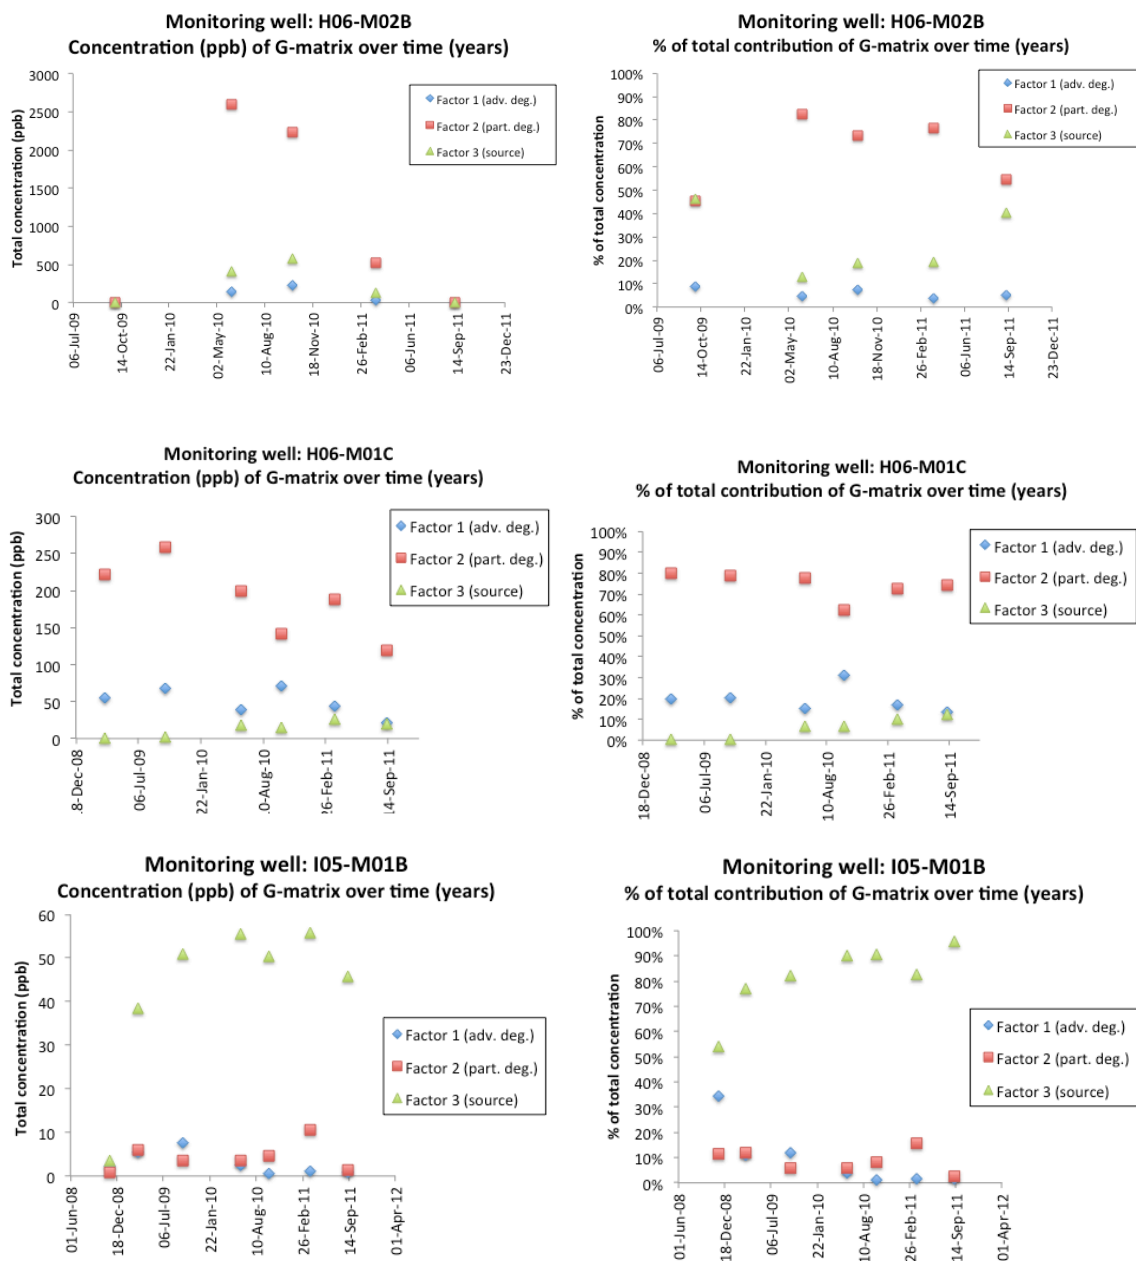 Monitoring well: H06-M02B
Concentration (ppb) of G-matrix over time (years)
Total concentration (ppb)
3000
2500
2000
1500
1000
500
0
06-Jul-09
14-Oct-09
22-Jan-10
02-May-10
10-Aug-10
18-Nov-10
26-Feb-11
06-Jun-11
14-Sep-11
23-Dec-11
Factor 1 (adv. deg.)
Factor 2 (part. deg.)
Factor 3 (source)
Monitoring well: H06-M02B
% of total contribution of G-matrix over time (years)
% of total concentration
100%
90%
80%
70%
60%
50%
40%
30%
20%
10%
0%
06-Jul-09
14-Oct-09
22-Jan-10
02-May-10
10-Aug-10
18-Nov-10
26-Feb-11
06-Jun-11
14-Sep-11
23-Dec-11
Factor 1 (adv. deg.)
Factor 2 (part. deg.)
Factor 3 (source)
Monitoring well: H06-M01C
Concentration (ppb) of G-matrix over time (years)
Total concentration (ppb)
300
250
200
150
100
50
0
.8-Dec-08
06-Jul-09
22-Jan-10
.0-Aug-10
26-Feb-11
14-Sep-11
Factor 1 (adv. deg.)
Factor 2 (part. deg.)
Factor 3 (source)
Monitoring well: H06-M01C
% of total contribution of G-matrix over time (years)
% of total concentration
100%
90%
80%
70%
60%
50%
40%
30%
20%
10%
0%
18-Dec-08
06-Jul-09
22-Jan-10
10-Aug-10
26-Feb-11
14-Sep-11
Factor 1 (adv. deg.)
Factor 2 (part. deg.)
Factor 3 (source)
Monitoring well: I05-M01B
Concentration (ppb) of G-matrix over time (years)
Total concentration (ppb)
60
50
40
30
20
10
0
01-Jun-08
18-Dec-08
06-Jul-09
22-Jan-10
10-Aug-10
26-Feb-11
14-Sep-11
01-Apr-12
Factor 1 (adv. deg.)
Factor 2 (part. deg.)
Factor 3 (source)
Monitoring well: I05-M01B
% of total contribution of G-matrix over time (years)
% of total concentration
100%
90%
80%
70%
60%
50%
40%
30%
20%
10%
0%
01-Jun-08
18-Dec-08
06-Jul-09
22-Jan-10
10-Aug-10
26-Feb-11
14-Sep-11
01-Apr-12
Factor 1 (adv. deg.)
Factor 2 (part. deg.)
Factor 3 (source)